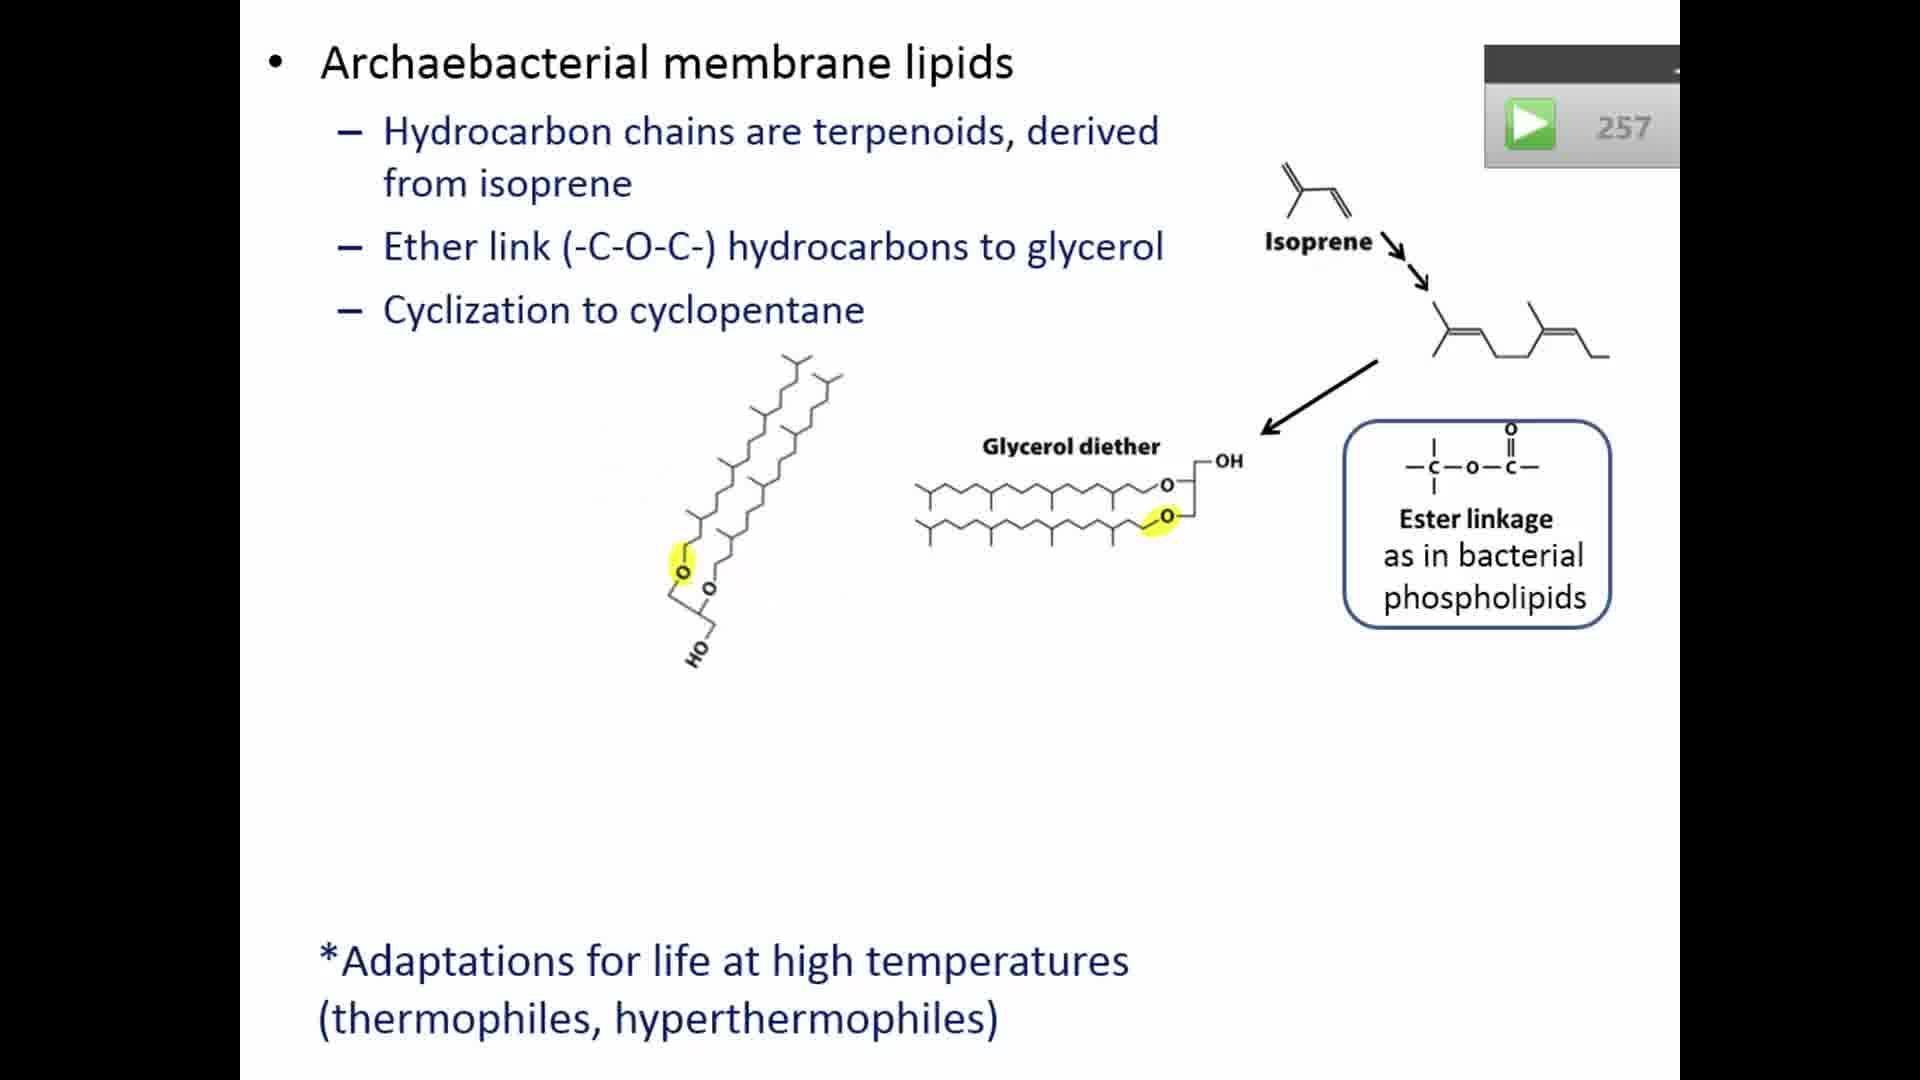 • Archaebacterial membrane lipids
– Hydrocarbon chains are terpenoids, derived
from isoprene
– Ether link (-C-O-C-) hydrocarbons to glycerol
– Cyclization to cyclopentane
257
Isoprene
Glycerol diether
OH
O
O
O
O
HO
O
–C–O–C–
Ester linkage
as in bacterial
phospholipids
*Adaptations for life at high temperatures
(thermophiles, hyperthermophiles)